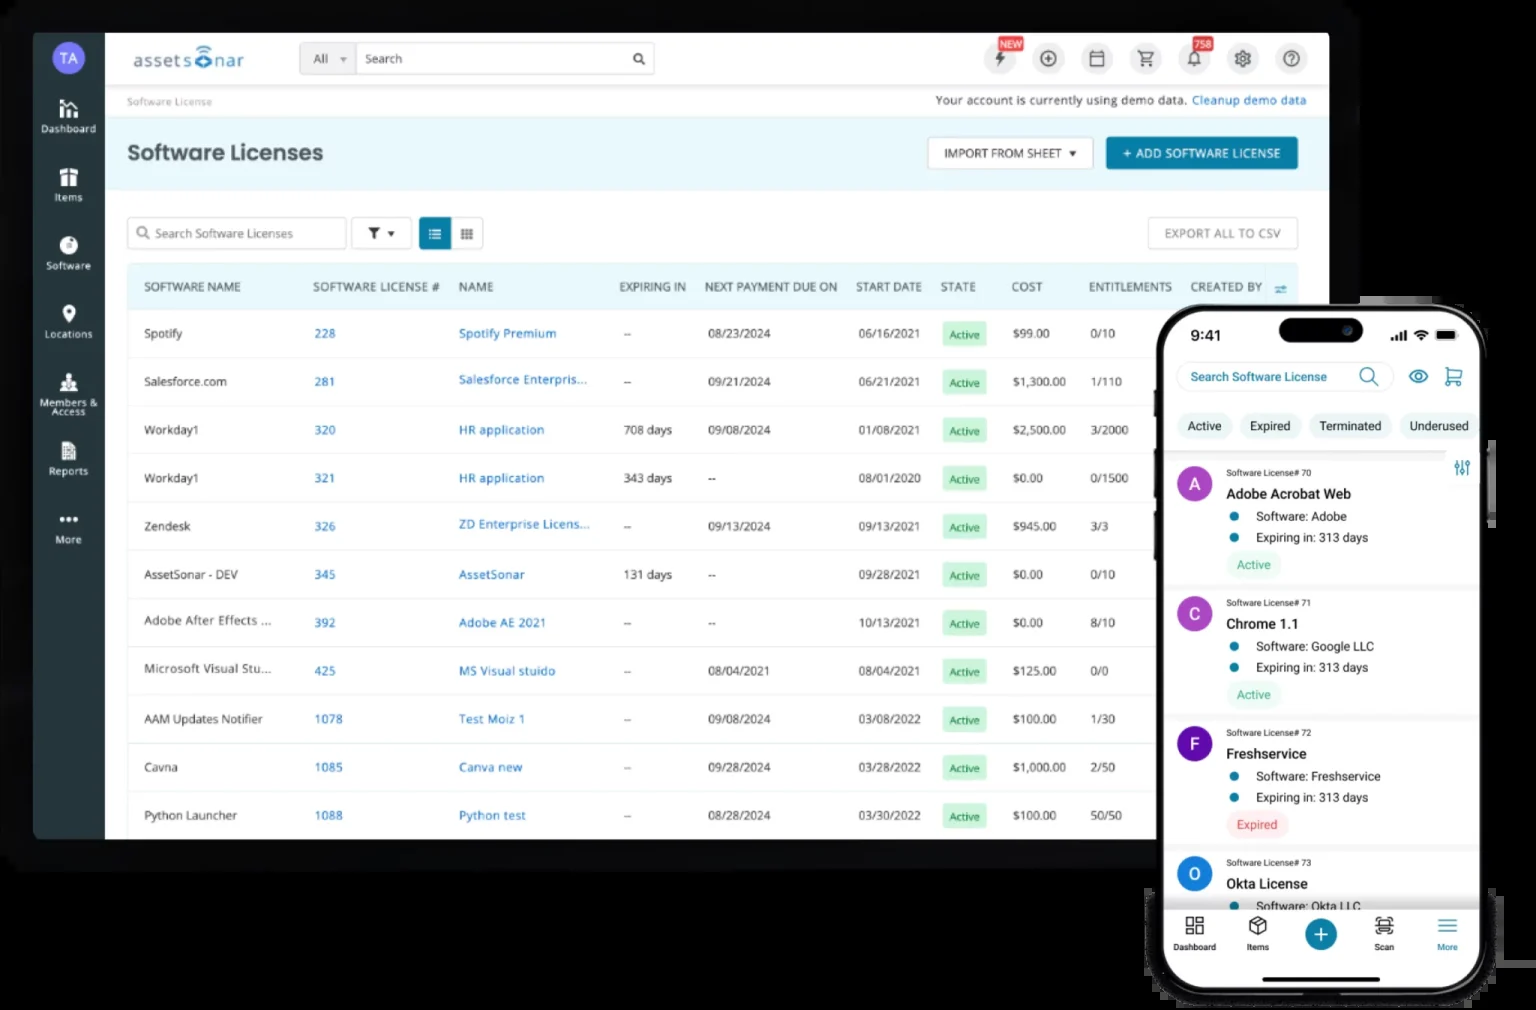 TA
assetsonar
All
Search
NEW
758
Dashboard
Items
Software
Locations
Members &
Access
Reports
More
Software License
Your account is currently using demo data. Cleanup demo data
Software Licenses
IMPORT FROM SHEET
+ ADD SOFTWARE LICENSE
Search Software Licenses
EXPORT ALL TO CSV
SOFTWARE NAME SOFTWARE LICENSE # NAME EXPIRING IN NEXT PAYMENT DUE ON START DATE STATE COST ENTITLEMENTS CREATED BY
Spotify 228 Spotify Premium -- 08/23/2024 06/16/2021 Active $99.00 0/10
Salesforce.com 281 Salesforce Enterpris... -- 09/21/2024 06/21/2021 Active $1,300.00 1/110
Workday1 320 HR application 708 days 09/08/2024 01/08/2021 Active $2,500.00 3/2000
Workday1 321 HR application 343 days -- 08/01/2020 Active $0.00 0/1500
Zendesk 326 ZD Enterprise Licens... -- 09/13/2024 09/13/2021 Active $945.00 3/3
AssetSonar - DEV 345 AssetSonar 131 days -- 09/28/2021 Active $0.00 0/10
Adobe After Effects ... 392 Adobe AE 2021 -- -- 10/13/2021 Active $0.00 8/10
Microsoft Visual Stu... 425 MS Visual stuido -- 08/04/2021 08/04/2021 Active $125.00 0/0
AAM Updates Notifier 1078 Test Moiz 1 -- 09/08/2024 03/08/2022 Active $100.00 1/30
Cavna 1085 Canva new -- 09/28/2024 03/28/2022 Active $1,000.00 2/50
Python Launcher 1088 Python test -- 08/28/2024 03/30/2022 Active $100.00 50/50
9:41
Search Software License
Active Expired Terminated Underused
A
Software License# 70
Adobe Acrobat Web
Software: Adobe
Expiring in: 313 days
Active
C
Software License# 71
Chrome 1.1
Software: Google LLC
Expiring in: 313 days
Active
F
Software License# 72
Freshservice
Software: Freshservice
Expiring in: 313 days
Expired
O
Software License# 73
Okta License
Software: Okta LLC
Dashboard Items Scan More